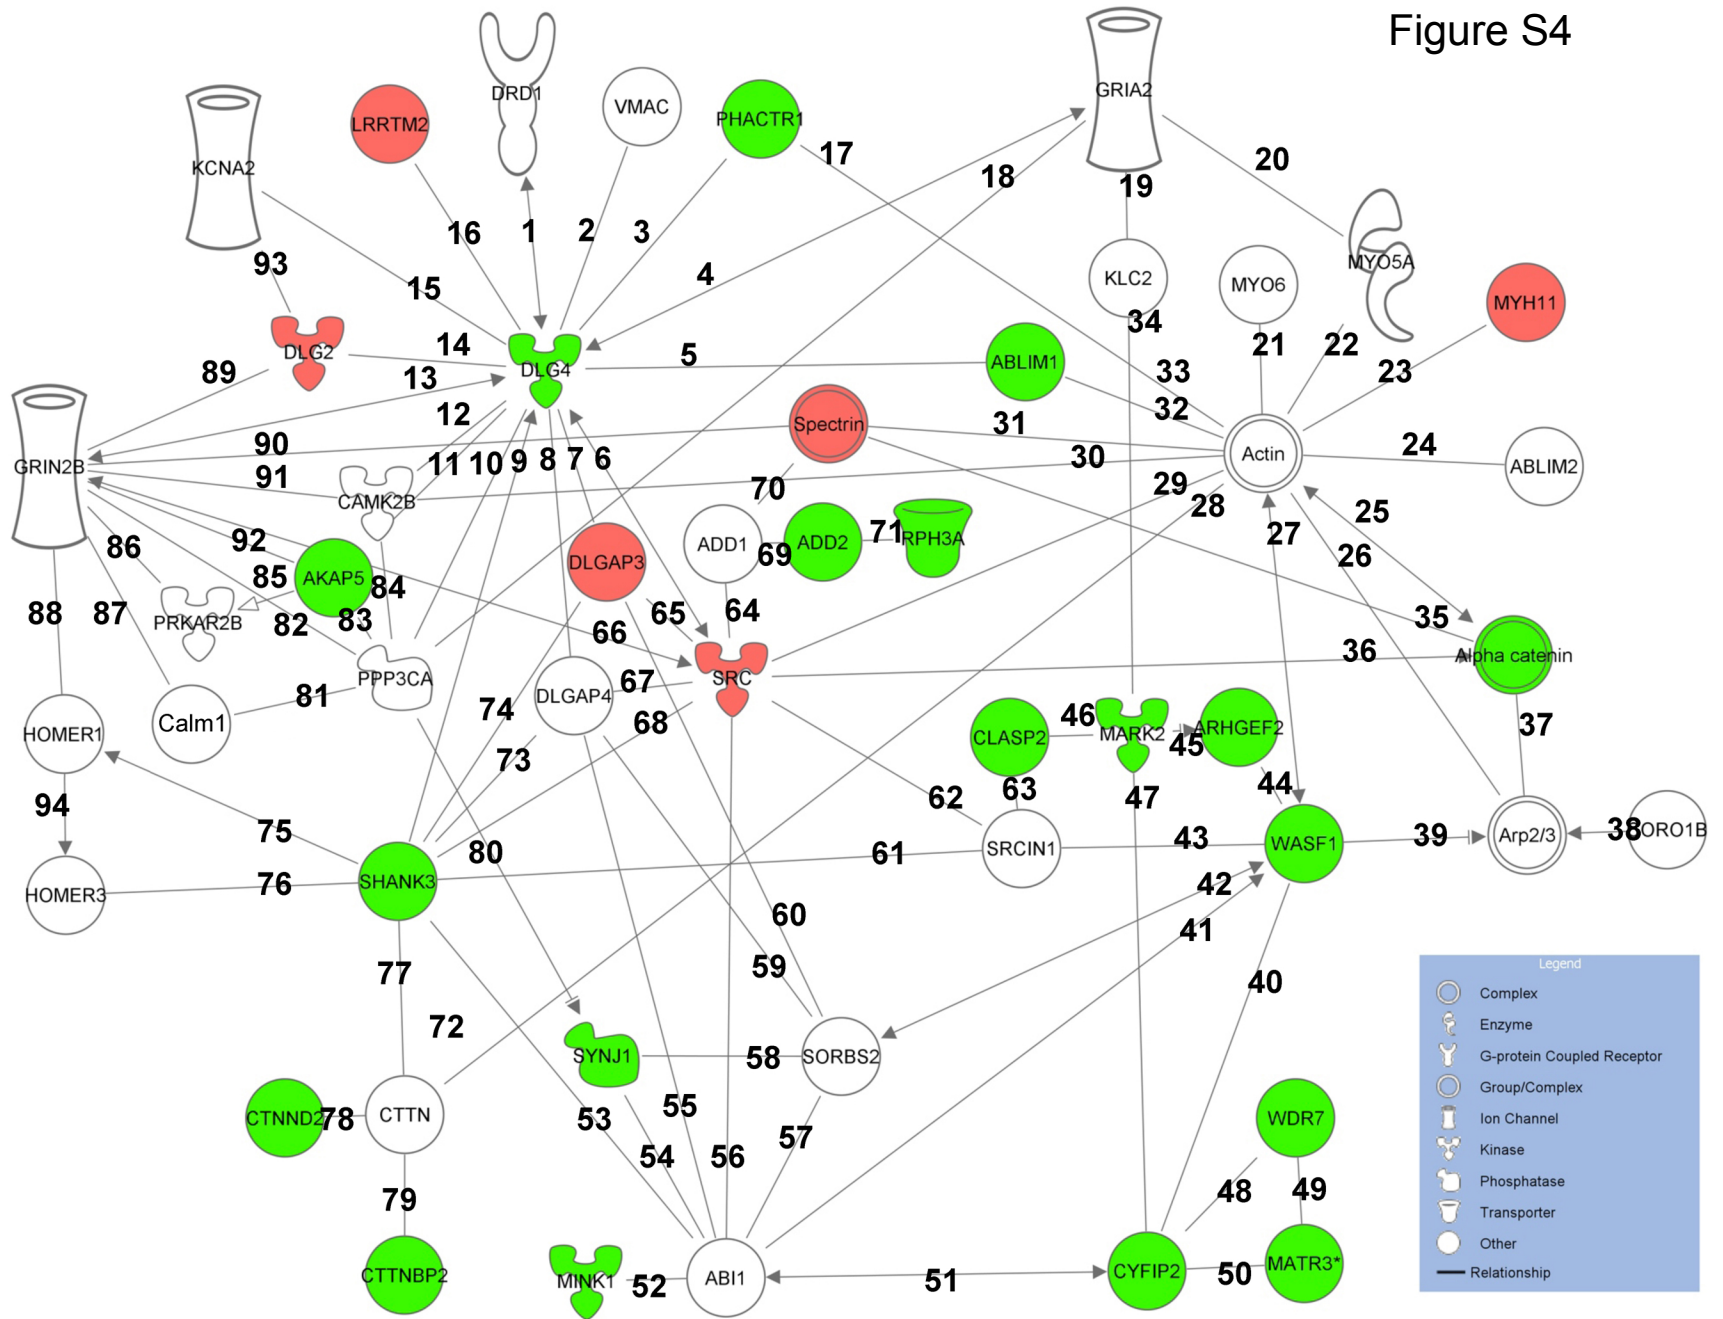 Figure S4
DRD1
GRIA2
VMAC
PHACTR1
LRRTM2
KCNA2
17
20
18
19
16
1
2
3
93
15
4
KLC2
MYO6
MYO5A
MYH11
34
21
22
23
14
5
DLG2
DLG4
ABLIM1
33
89
13
32
12
90
31
Spectrin
24
30
Actin
ABLIM2
GRIN2B
91
11
10
9
8
7
6
CAMK2B
70
29
28
25
86
92
ADD1
69
ADD2
71
RPH3A
27
26
85
AKAP5
84
DLGAP3
88
87
PRKAR2B
82
83
65
64
66
35
36
Alpha catenin
PPP3CA
81
DLGAP4
67
SRC
HOMER1
Calm1
74
68
CLASP2
46
MARK2
45
ARHGEF2
37
73
94
62
63
47
44
75
80
61
SRCIN1
43
WASF1
39
Arp2/3
38
CORO1B
HOMER3
76
SHANK3
42
60
41
77
59
40
72
SYNJ1
58
SORBS2
CTNND2
78
CTTN
53
55
57
WDR7
54
56
79
48
49
CTTNBP2
MINK1
52
ABI1
51
CYFIP2
50
MATR3*
Legend
Complex
Enzyme
G-protein Coupled Receptor
Group/Complex
Ion Channel
Kinase
Phosphatase
Transporter
Other
Relationship